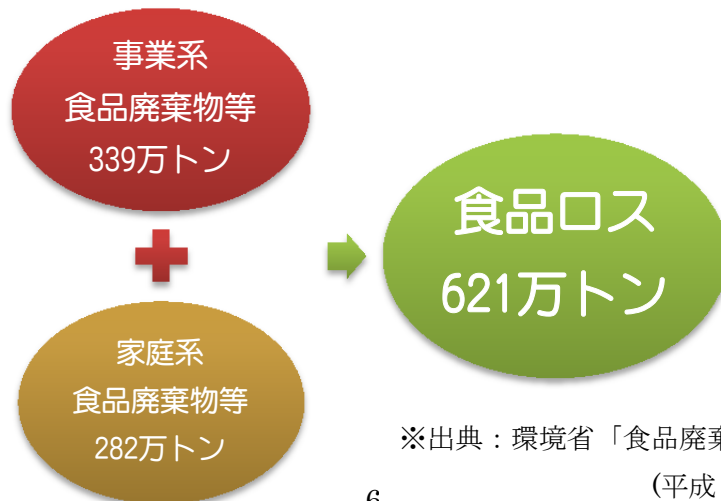 事業系
食品廃棄物等
339万トン
家庭系
食品廃棄物等
282万トン
食品ロス
621万トン
※出典：環境省「食品廃棄
(平成
6